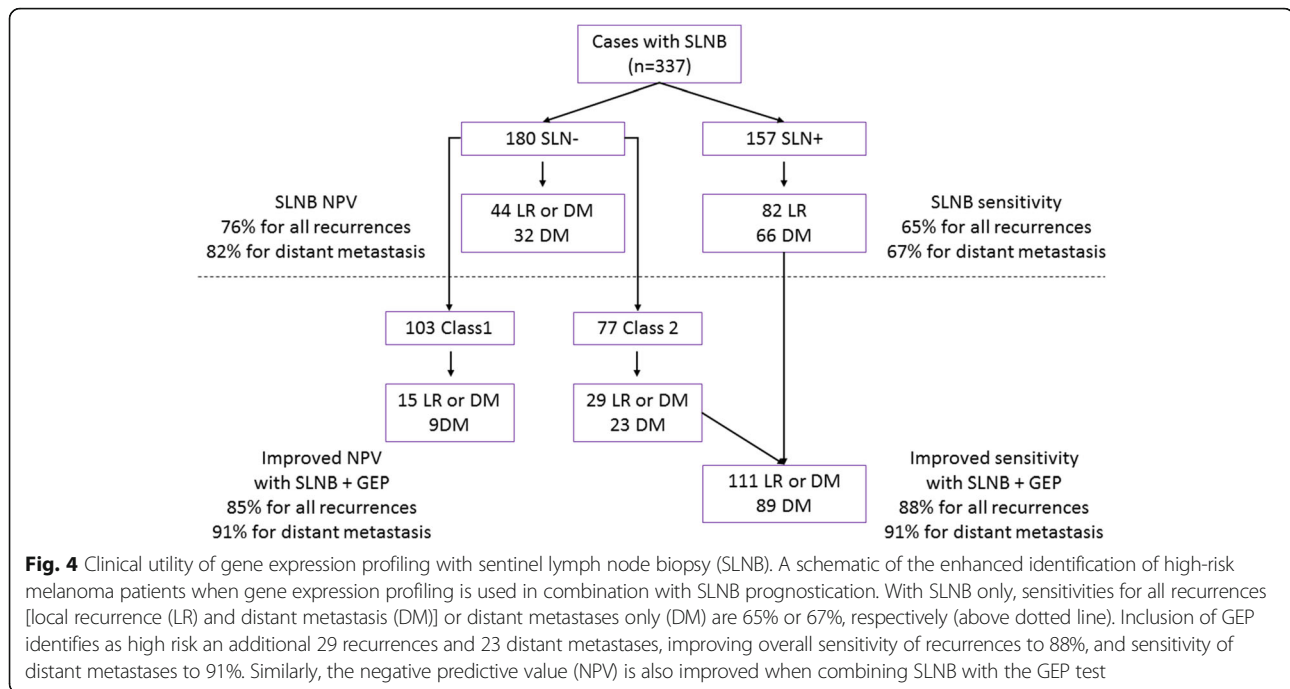 Cases with SLNB
(n=337)
180 SLN-
157 SLN+
SLNB NPV
76% for all recurrences
82% for distant metastasis
44 LR or DM
32 DM
82 LR
66 DM
SLNB sensitivity
65% for all recurrences
67% for distant metastasis
103 Class1
77 Class 2
15 LR or DM
9DM
29 LR or DM
23 DM
Improved NPV
with SLNB + GEP
85% for all recurrences
91% for distant metastasis
111 LR or DM
89 DM
Improved sensitivity
with SLNB + GEP
88% for all recurrences
91% for distant metastasis
Fig. 4 Clinical utility of gene expression profiling with sentinel lymph node biopsy (SLNB). A schematic of the enhanced identification of high-risk
melanoma patients when gene expression profiling is used in combination with SLNB prognostication. With SLNB only, sensitivities for all recurrences
[local recurrence (LR) and distant metastasis (DM)] or distant metastases only (DM) are 65% or 67%, respectively (above dotted line). Inclusion of GEP
identifies as high risk an additional 29 recurrences and 23 distant metastases, improving overall sensitivity of recurrences to 88%, and sensitivity of
distant metastases to 91%. Similarly, the negative predictive value (NPV) is also improved when combining SLNB with the GEP test